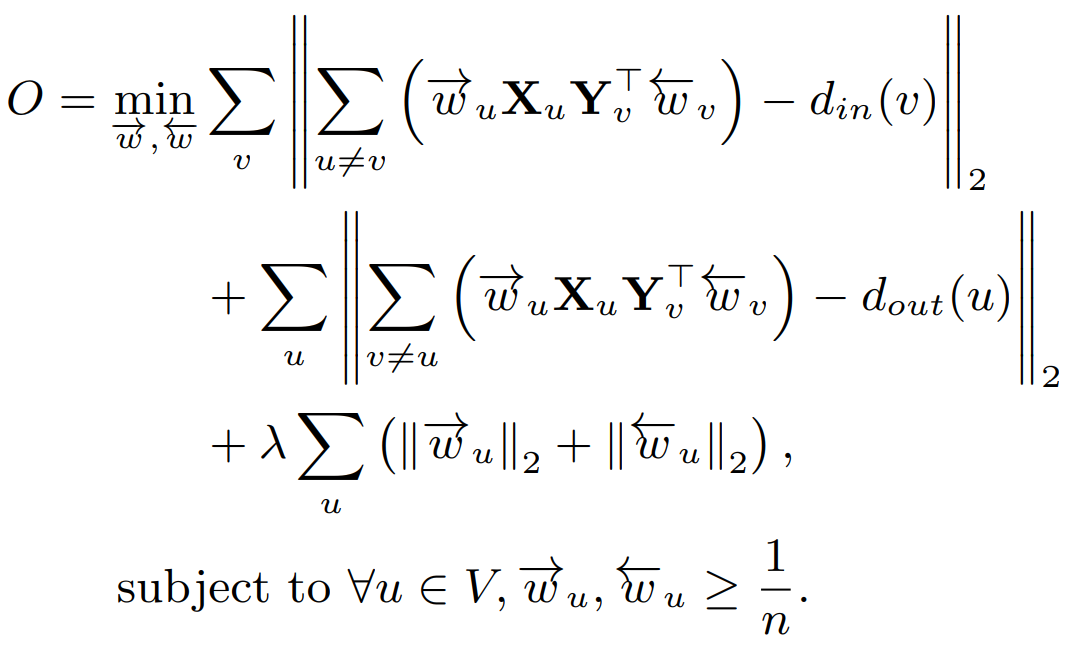 $O = \min_{\overrightarrow{w}, \overleftarrow{w}} \sum_{v} \left\| \sum_{u \neq v} \left( \overrightarrow{w}_u \mathbf{X}_u \mathbf{Y}_v^\top \overleftarrow{w}_v \right) - d_{in}(v) \right\|_2$
$+ \sum_{u} \left\| \sum_{v \neq u} \left( \overrightarrow{w}_u \mathbf{X}_u \mathbf{Y}_v^\top \overleftarrow{w}_v \right) - d_{out}(u) \right\|_2$
$+ \lambda \sum_{u} \left( \| \overrightarrow{w}_u \|_2 + \| \overleftarrow{w}_u \|_2 \right),$
subject to $\forall u \in V, \overrightarrow{w}_u, \overleftarrow{w}_u \geq \frac{1}{n}.$